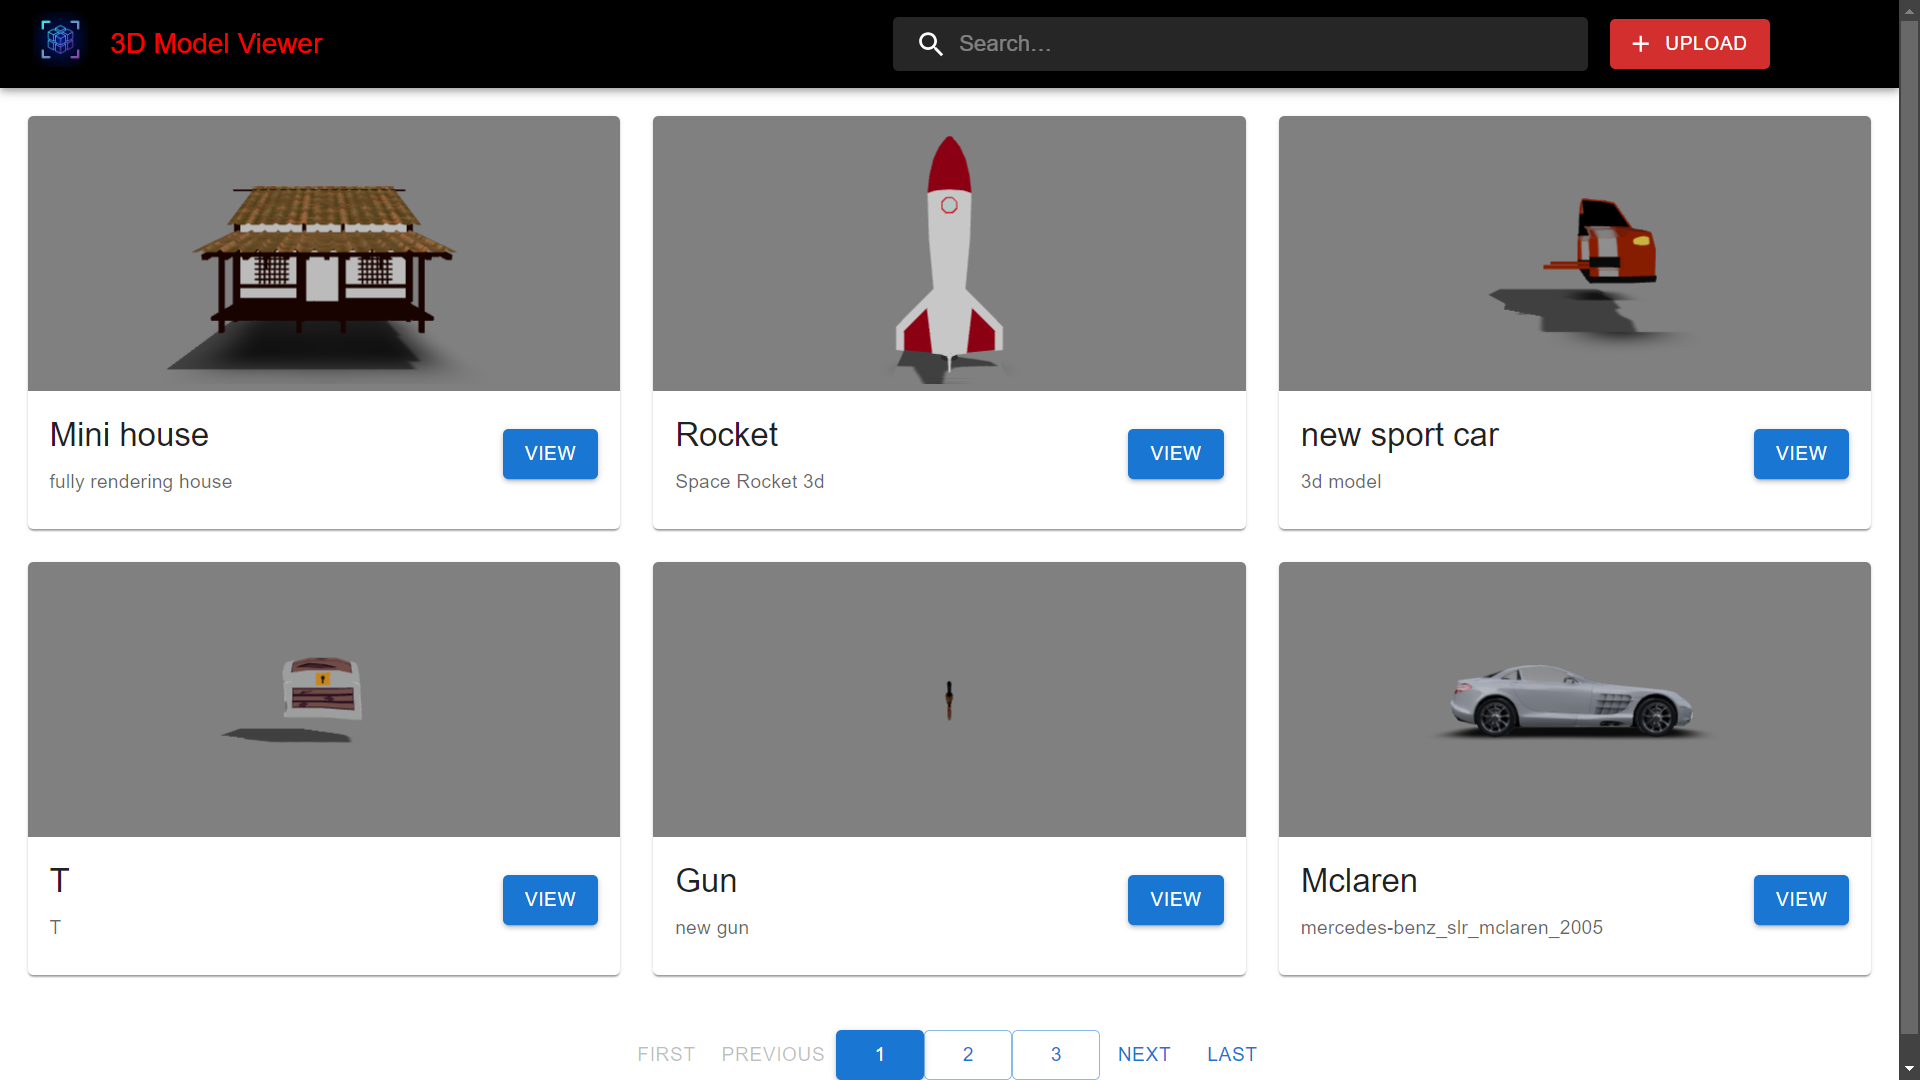 3D Model Viewer
Search...
+ UPLOAD
Mini house
fully rendering house
VIEW
Rocket
Space Rocket 3d
VIEW
new sport car
3d model
VIEW
T
T
VIEW
Gun
new gun
VIEW
Mclaren
mercedes-benz_slr_mclaren_2005
VIEW
FIRST PREVIOUS 1 2 3 NEXT LAST